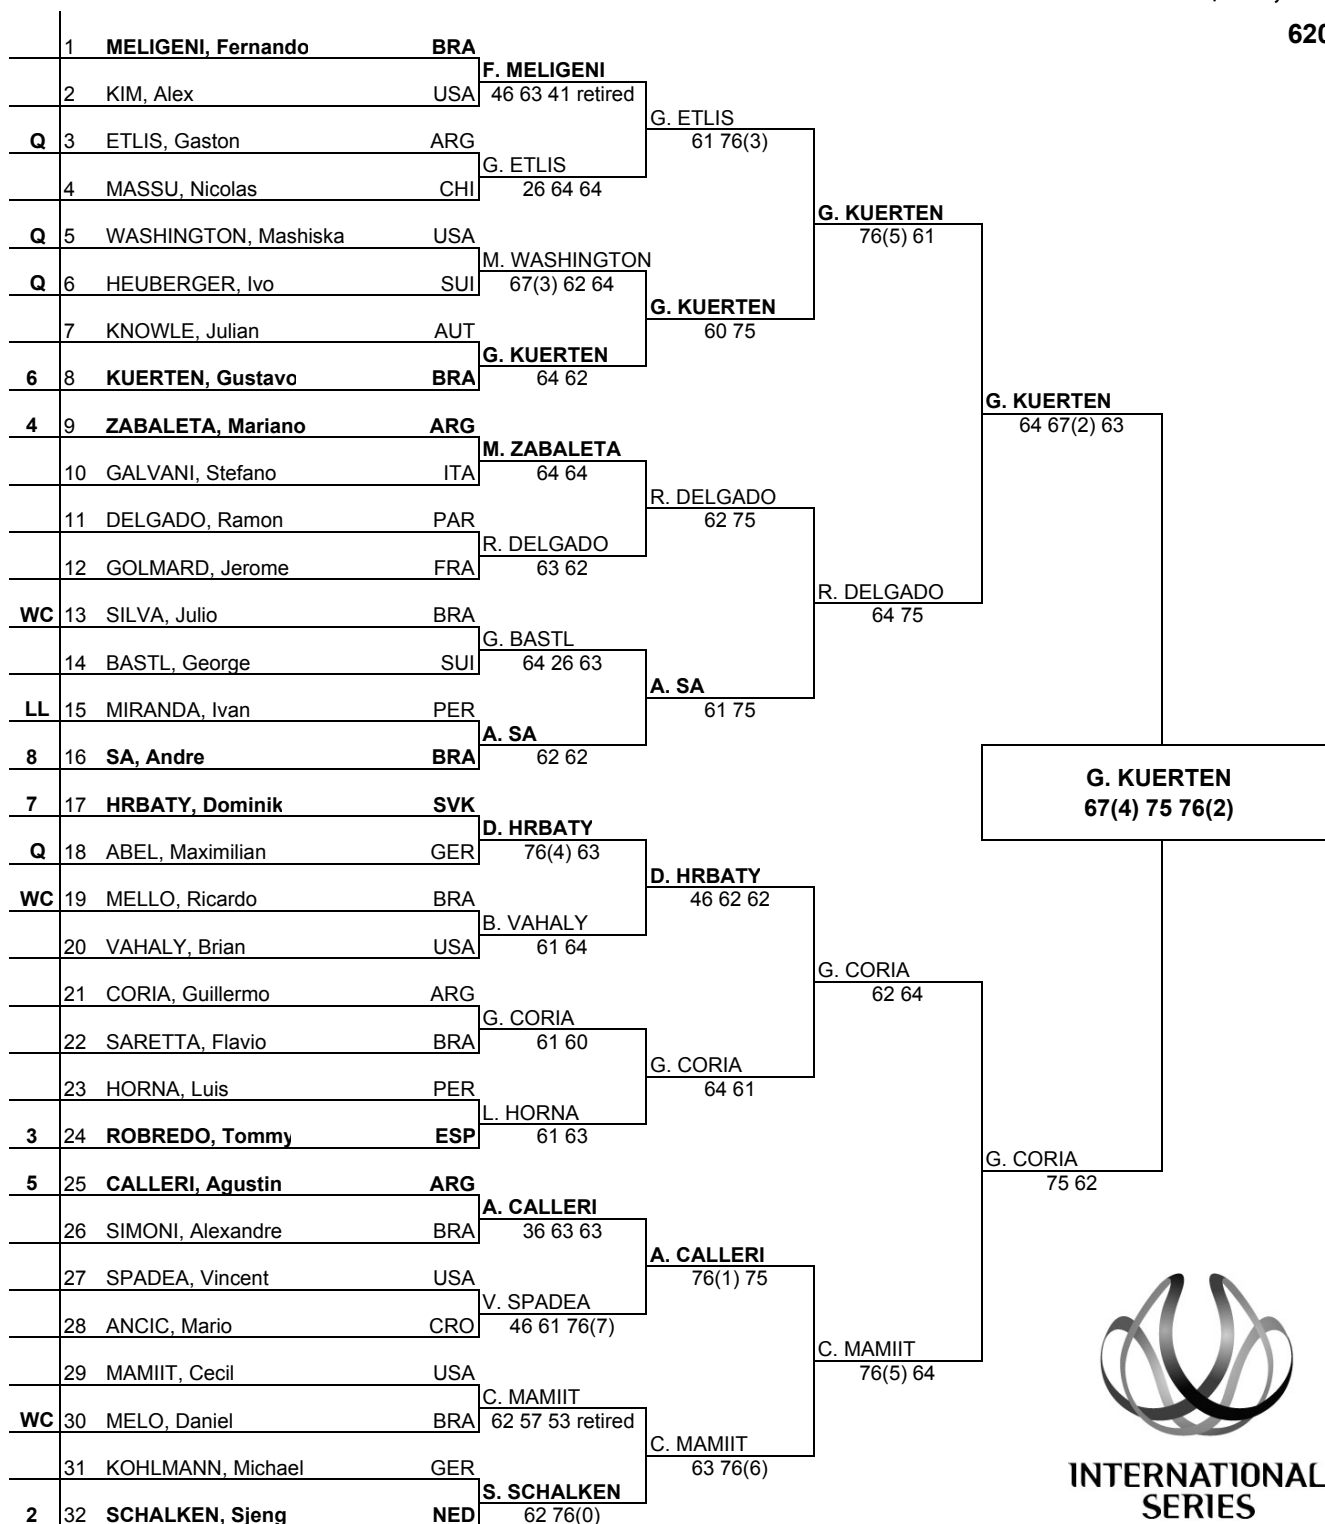 620
1 MELIGENI, Fernando BRA
F. MELIGENI
2 KIM, Alex USA 46 63 41 retired
G. ETLIS
Q 3 ETLIS, Gaston ARG 61 76(3)
G. ETLIS
4 MASSU, Nicolas CHI 26 64 64
G. KUERTEN
Q 5 WASHINGTON, Mashiska USA 76(5) 61
M. WASHINGTON
Q 6 HEUBERGER, Ivo SUI 67(3) 62 64
G. KUERTEN
7 KNOWLE, Julian AUT 60 75
G. KUERTEN
6 8 KUERTEN, Gustavo BRA 64 62
G. KUERTEN
4 9 ZABALETA, Mariano ARG 64 67(2) 63
M. ZABALETA
10 GALVANI, Stefano ITA 64 64
R. DELGADO
11 DELGADO, Ramon PAR 62 75
R. DELGADO
12 GOLMARD, Jerome FRA 63 62
R. DELGADO
WC 13 SILVA, Julio BRA 64 75
G. BASTL
14 BASTL, George SUI 64 26 63
A. SA
LL 15 MIRANDA, Ivan PER 61 75
A. SA
8 16 SA, Andre BRA 62 62
G. KUERTEN
7 17 HRBATY, Dominik SVK 67(4) 75 76(2)
D. HRBATY
Q 18 ABEL, Maximilian GER 76(4) 63
D. HRBATY
WC 19 MELLO, Ricardo BRA 46 62 62
B. VAHALY
20 VAHALY, Brian USA 61 64
G. CORIA
21 CORIA, Guillermo ARG 62 64
G. CORIA
22 SARETTA, Flavio BRA 61 60
G. CORIA
23 HORNA, Luis PER 64 61
L. HORNA
3 24 ROBREDO, Tommy ESP 61 63
G. CORIA
5 25 CALLERI, Agustin ARG 75 62
A. CALLERI
26 SIMONI, Alexandre BRA 36 63 63
A. CALLERI
27 SPADEA, Vincent USA 76(1) 75
V. SPADEA
28 ANCIC, Mario CRO 46 61 76(7)
C. MAMIIT
29 MAMIIT, Cecil USA 76(5) 64
C. MAMIIT
WC 30 MELO, Daniel BRA 62 57 53 retired
C. MAMIIT
31 KOHLMANN, Michael GER 63 76(6)
INTERNATIONAL
S. SCHALKEN
2 32 SCHALKEN, Sjeng NED 62 76(0)
SERIES